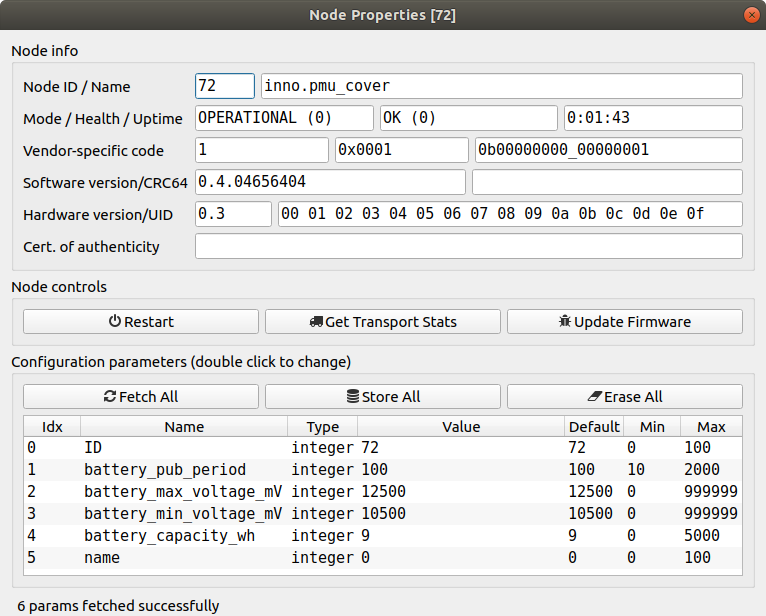 Node Properties [72]
Node info
Node ID / Name 72 inno.pmu_cover
Mode / Health / Uptime OPERATIONAL (0) OK (0) 0:01:43
Vendor-specific code 1 0x0001 0b00000000_00000001
Software version/CRC64 0.4.04656404
Hardware version/UID 0.3 00 01 02 03 04 05 06 07 08 09 0a 0b 0c 0d 0e 0f
Cert. of authenticity
Node controls
Restart Get Transport Stats Update Firmware
Configuration parameters (double click to change)
Fetch All Store All Erase All
Idx Name Type Value Default Min Max
0 ID integer 72 72 0 100
1 battery_pub_period integer 100 100 10 2000
2 battery_max_voltage_mV integer 12500 12500 0 999999
3 battery_min_voltage_mV integer 10500 10500 0 999999
4 battery_capacity_wh integer 9 9 0 5000
5 name integer 0 0 0 100
6 params fetched successfully